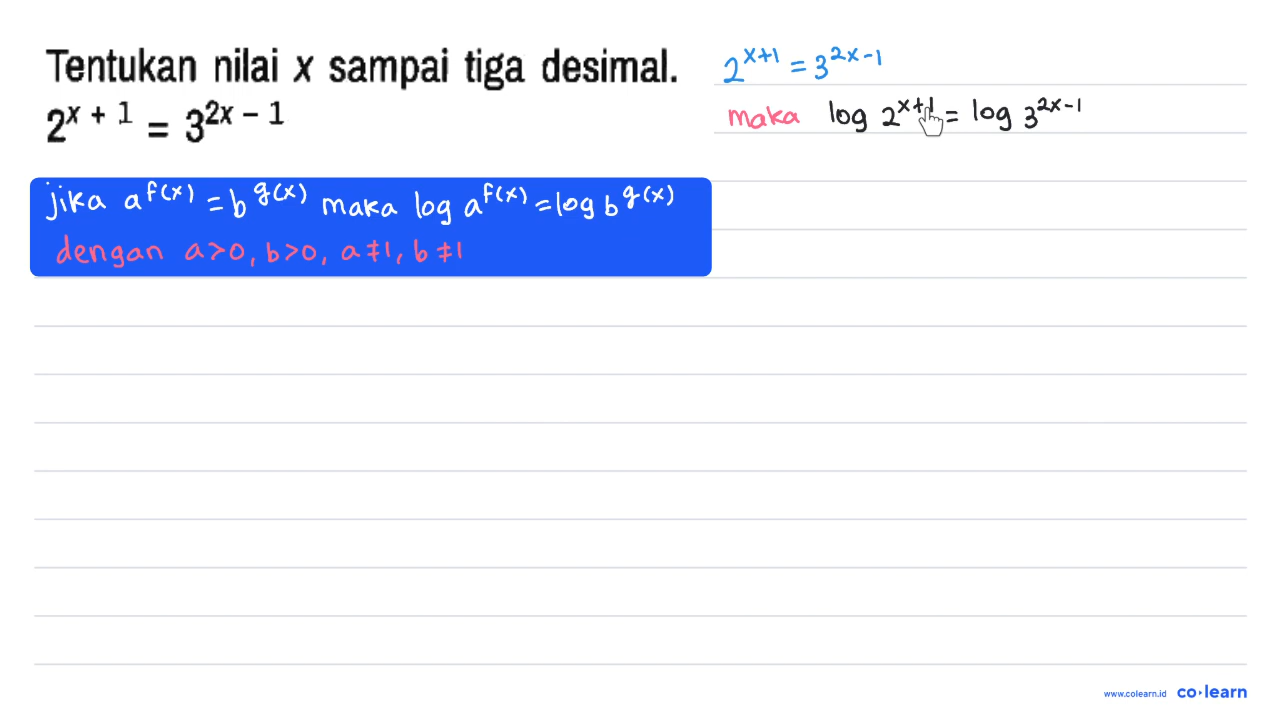 Tentukan nilai x sampai tiga desimal.
2^{x + 1} = 3^{2x - 1}
2^{x+1} = 3^{2x-1}
maka log 2^{x+1} = log 3^{2x-1}
jika a^{f(x)} = b^{g(x)} maka log a^{f(x)} = log b^{g(x)}
dengan a>0, b>0, a≠1, b≠1
www.colearn.id co·learn